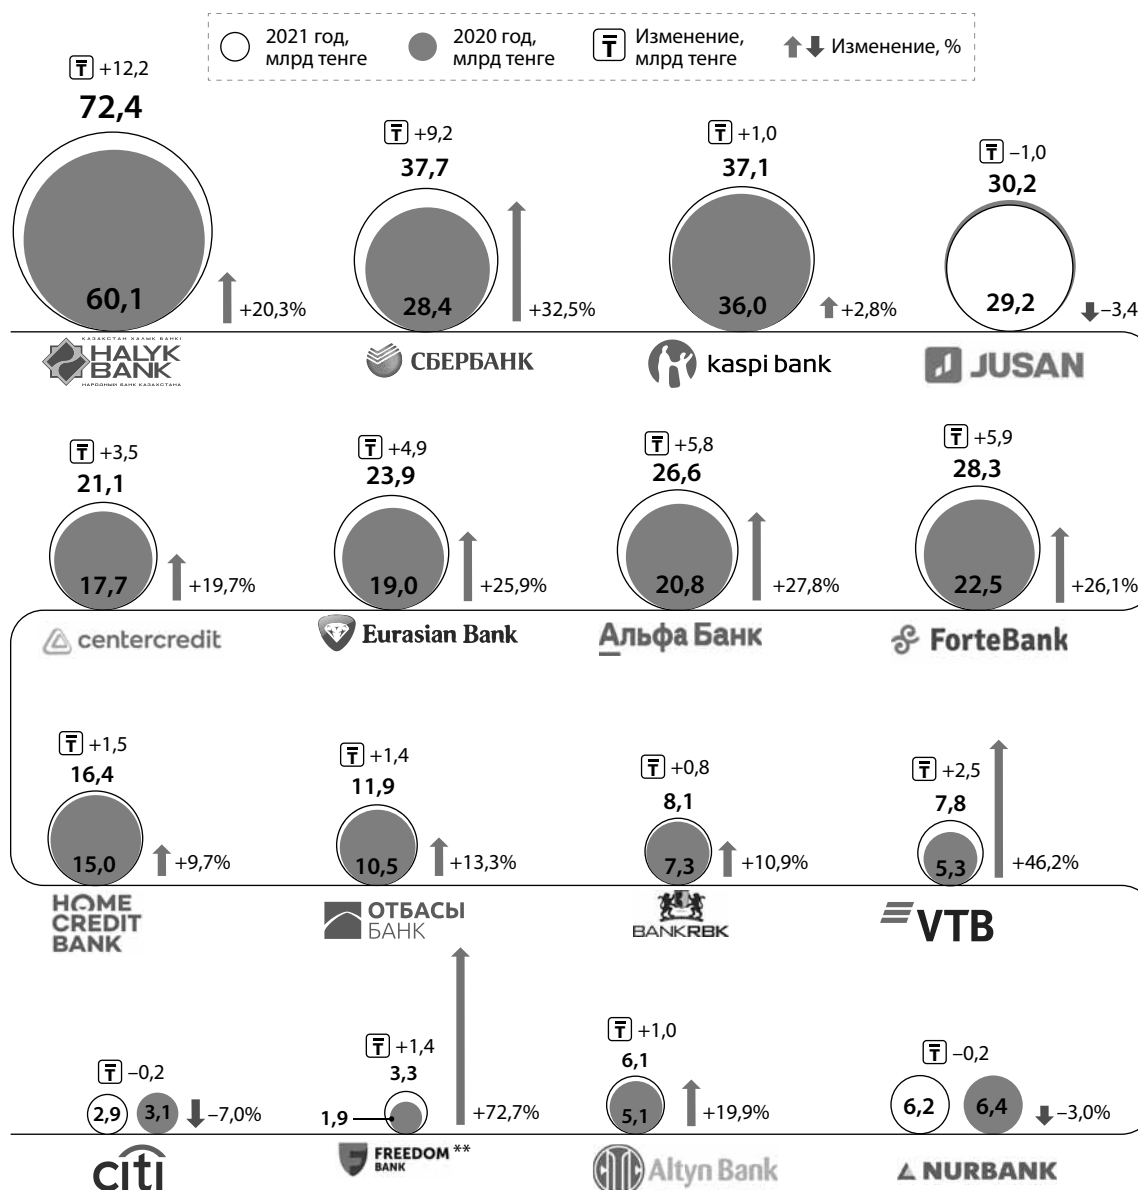 2021 год,
млрд тенге
2020 год,
млрд тенге
Изменение,
млрд тенге
Изменение, %
₸ +12,2
72,4
60,1
+20,3%
ҚАЗАҚСТАН ХАЛЫҚ БАНКІ
HALYK
BANK
НАРОДНЫЙ БАНК КАЗАХСТАНА
₸ +9,2
37,7
28,4
+32,5%
СБЕРБАНК
₸ +1,0
37,1
36,0
+2,8%
kaspi bank
₸ –1,0
30,2
29,2
–3,4
JUSAN
₸ +3,5
21,1
17,7
+19,7%
centercredit
₸ +4,9
23,9
19,0
+25,9%
Eurasian Bank
₸ +5,8
26,6
20,8
+27,8%
Альфа Банк
₸ +5,9
28,3
22,5
+26,1%
ForteBank
₸ +1,5
16,4
15,0
+9,7%
HOME
CREDIT
BANK
₸ +1,4
11,9
10,5
+13,3%
ОТБАСЫ
БАНК
₸ +0,8
8,1
7,3
+10,9%
BANKRBK
₸ +2,5
7,8
5,3
+46,2%
VTB
₸ –0,2
2,9
3,1
–7,0%
citi
₸ +1,4
3,3
1,9
+72,7%
FREEDOM **
BANK
₸ +1,0
6,1
5,1
+19,9%
Altyn Bank
₸ –0,2
6,2
6,4
–3,0%
NURBANK